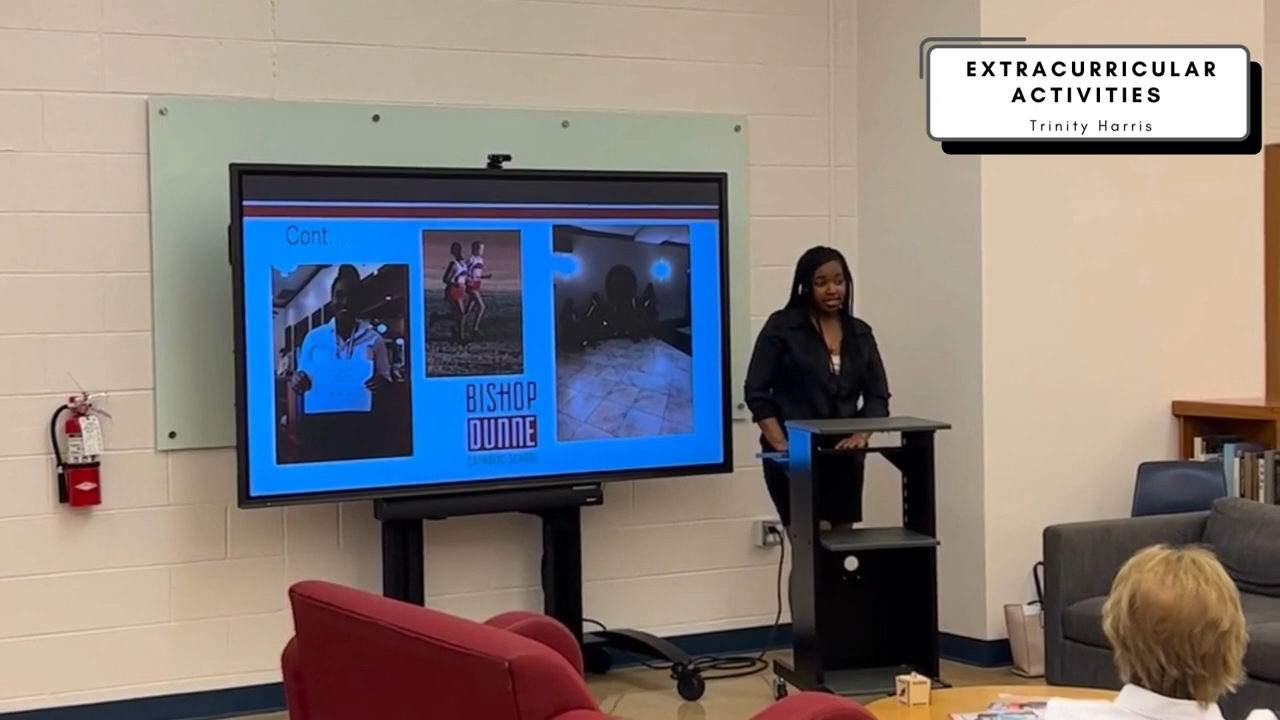 EXTRACURRICULAR
ACTIVITIES
Trinity Harris
Cont...
BISHOP
DUNNE
CATHOLIC SCHOOL